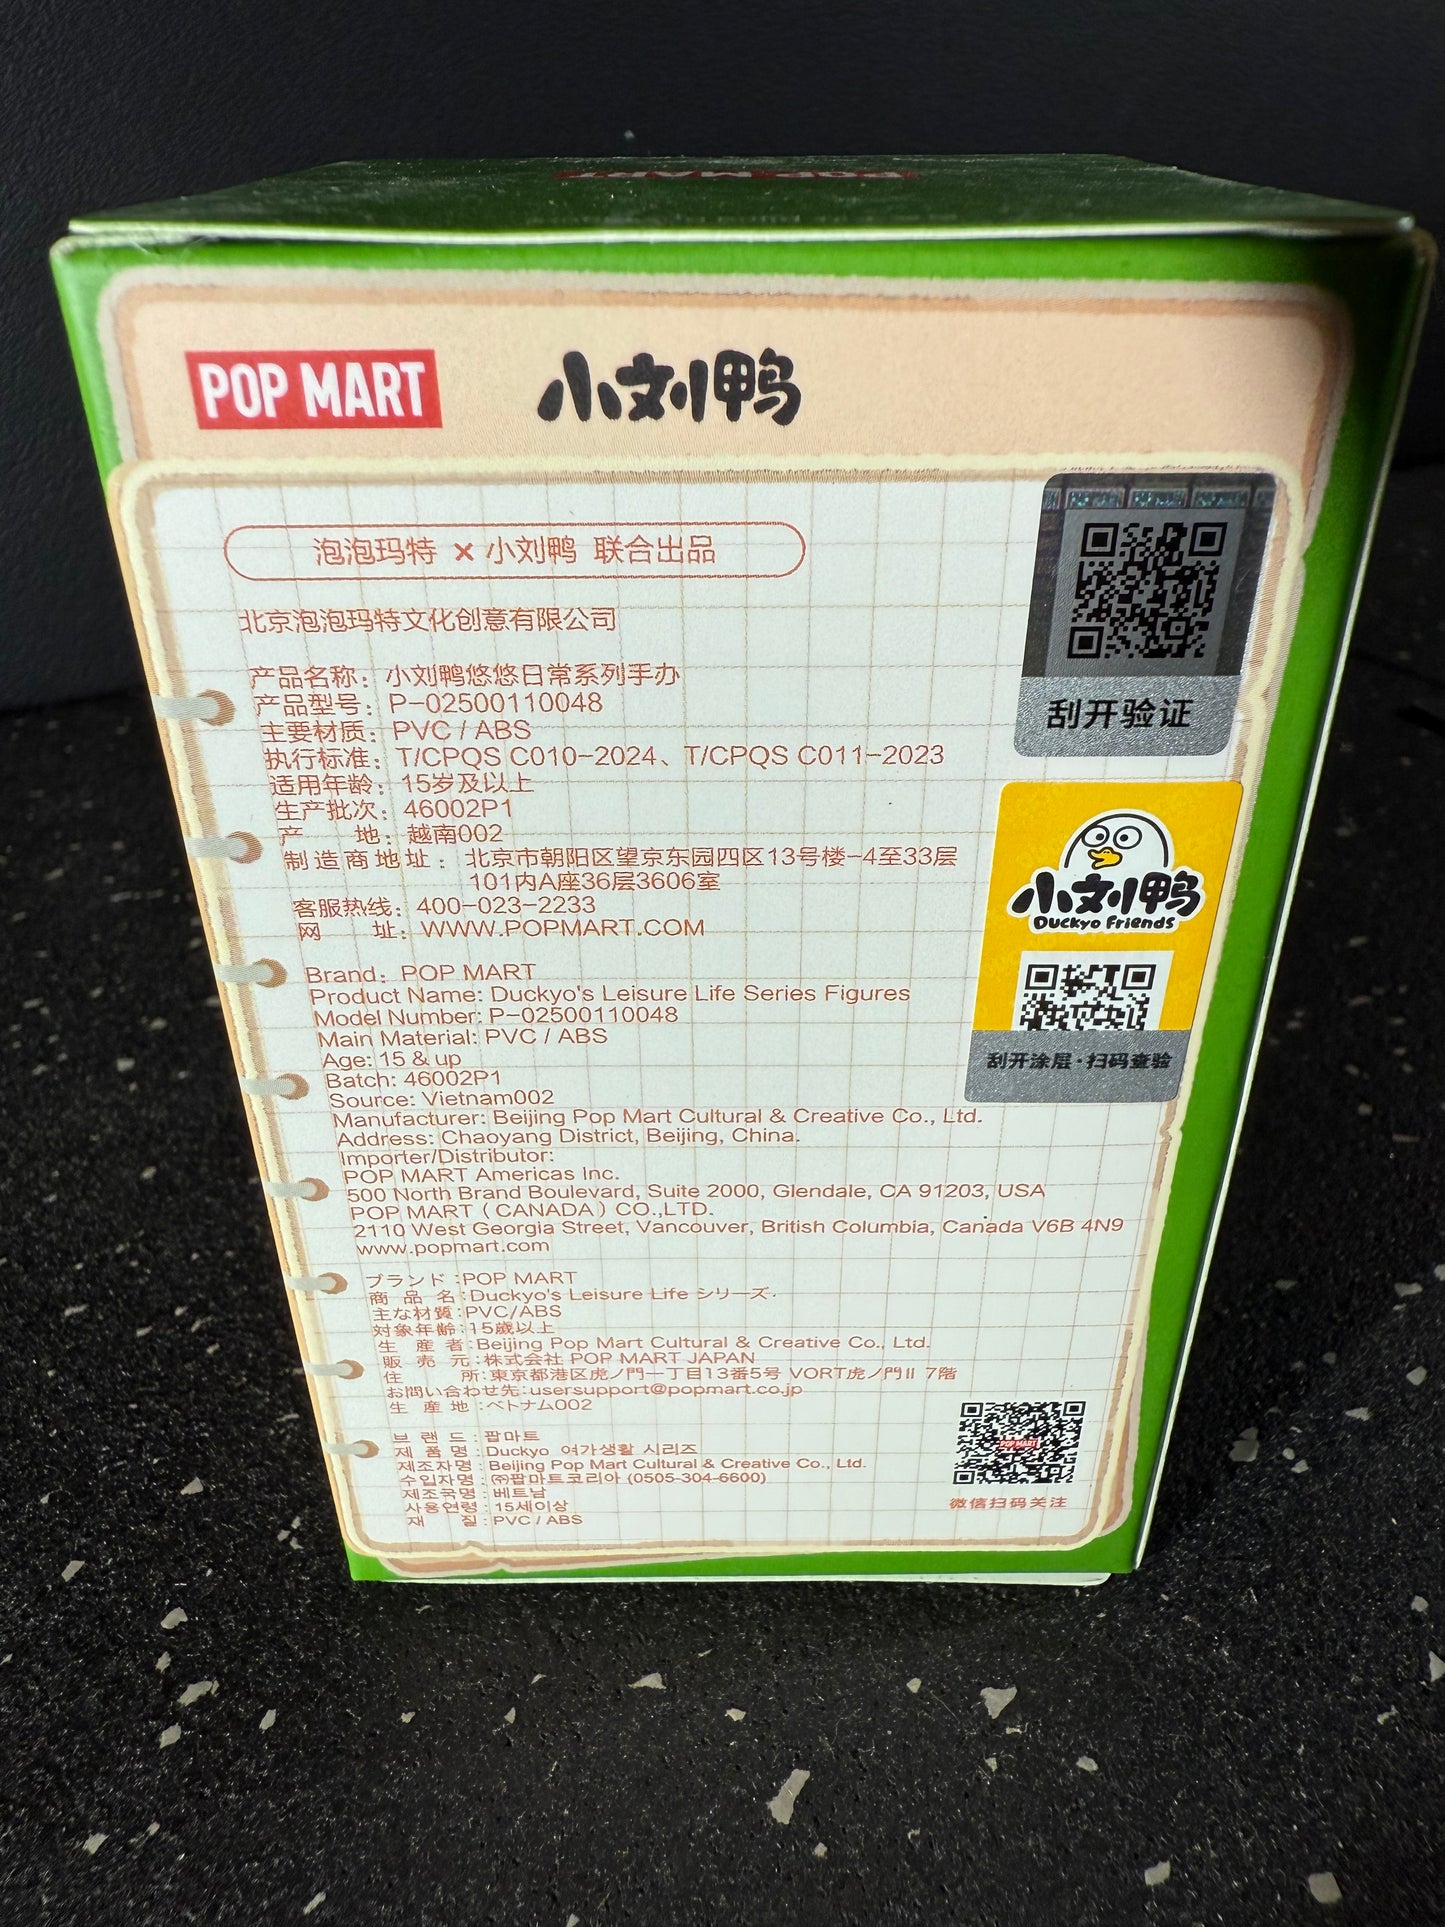 POP MART
POP MART 小刘鸭
泡泡玛特 × 小刘鸭 联合出品
北京泡泡玛特文化创意有限公司
产品名称：小刘鸭悠悠日常系列手办
产品型号：P-02500110048
主要材质：PVC / ABS
执行标准：T/CPQS C010-2024、T/CPQS C011-2023
适用年龄：15岁及以上
生产批次：46002P1
产 地：越南002
制造商地址：北京市朝阳区望京东园四区13号楼-4至33层
101内A座36层3606室
客服热线：400-023-2233
网 址：WWW.POPMART.COM
Brand: POP MART
Product Name: Duckyo's Leisure Life Series Figures
Model Number: P-02500110048
Main Material: PVC / ABS
Age: 15 & up
Batch: 46002P1
Source: Vietnam002
Manufacturer: Beijing Pop Mart Cultural & Creative Co., Ltd.
Address: Chaoyang District, Beijing, China.
Importer/Distributor:
POP MART Americas Inc.
500 North Brand Boulevard, Suite 2000, Glendale, CA 91203, USA
POP MART ( CANADA ) CO.,LTD.
2110 West Georgia Street, Vancouver, British Columbia, Canada V6B 4N9
www.popmart.com
ブランド:POP MART
商品名:Duckyo's Leisure Life シリーズ
主な材質:PVC/ABS
対象年齢:15歳以上
生産者:Beijing Pop Mart Cultural & Creative Co., Ltd.
販売元:株式会社 POP MART JAPAN
住 所:東京都港区虎ノ門一丁目13番5号 VORT虎ノ門II 7階
お問い合わせ先:usersupport@popmart.co.jp
生産地:ベトナム002
브랜드: 팝마트
제품명: Duckyo 여가생활 시리즈
제조자명: Beijing Pop Mart Cultural & Creative Co., Ltd.
수입자명: ㈜팝마트코리아 (0505-304-6600)
제조국명: 베트남
사용연령: 15세이상
재 질: PVC / ABS
刮开验证
小刘鸭
Duckyo Friends
刮开涂层·扫码查验
POP MART
微信扫码关注